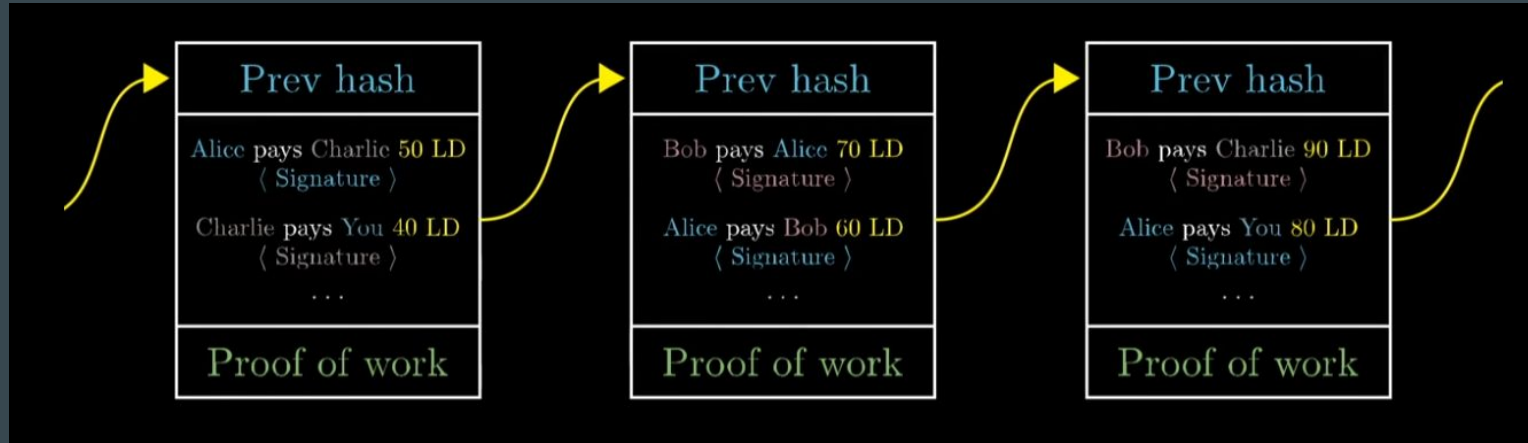 Prev hash
Alice pays Charlie 50 LD
⟨ Signature ⟩
Charlie pays You 40 LD
⟨ Signature ⟩
...
Proof of work
Prev hash
Bob pays Alice 70 LD
⟨ Signature ⟩
Alice pays Bob 60 LD
⟨ Signature ⟩
...
Proof of work
Prev hash
Bob pays Charlie 90 LD
⟨ Signature ⟩
Alice pays You 80 LD
⟨ Signature ⟩
...
Proof of work